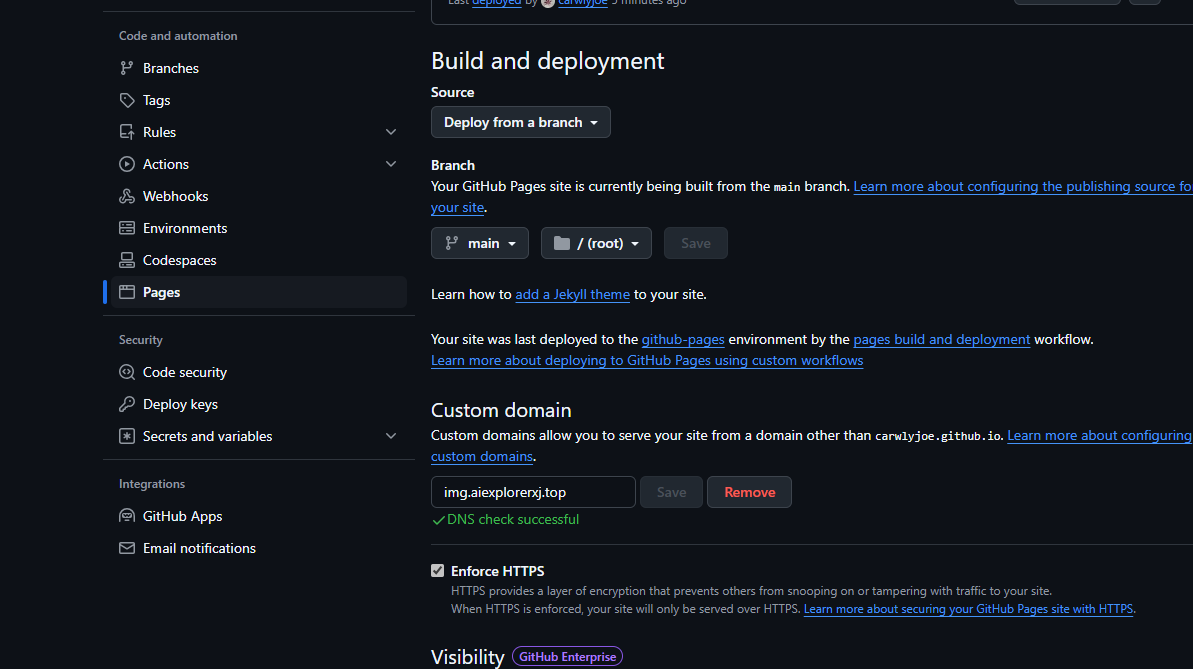 Code and automation
Branches
Tags
Rules
Actions
Webhooks
Environments
Codespaces
Pages
Security
Code security
Deploy keys
Secrets and variables
Integrations
GitHub Apps
Email notifications
Last deployed by carwlyjoe 5 minutes ago
Build and deployment
Source
Deploy from a branch
Branch
Your GitHub Pages site is currently being built from the main branch. Learn more about configuring the publishing source fo
your site.
main
/ (root)
Save
Learn how to add a Jekyll theme to your site.
Your site was last deployed to the github-pages environment by the pages build and deployment workflow.
Learn more about deploying to GitHub Pages using custom workflows
Custom domain
Custom domains allow you to serve your site from a domain other than carwlyjoe.github.io. Learn more about configuring
custom domains.
img.aiexplorerxj.top
Save
Remove
DNS check successful
Enforce HTTPS
HTTPS provides a layer of encryption that prevents others from snooping on or tampering with traffic to your site.
When HTTPS is enforced, your site will only be served over HTTPS. Learn more about securing your GitHub Pages site with HTTPS.
Visibility
GitHub Enterprise